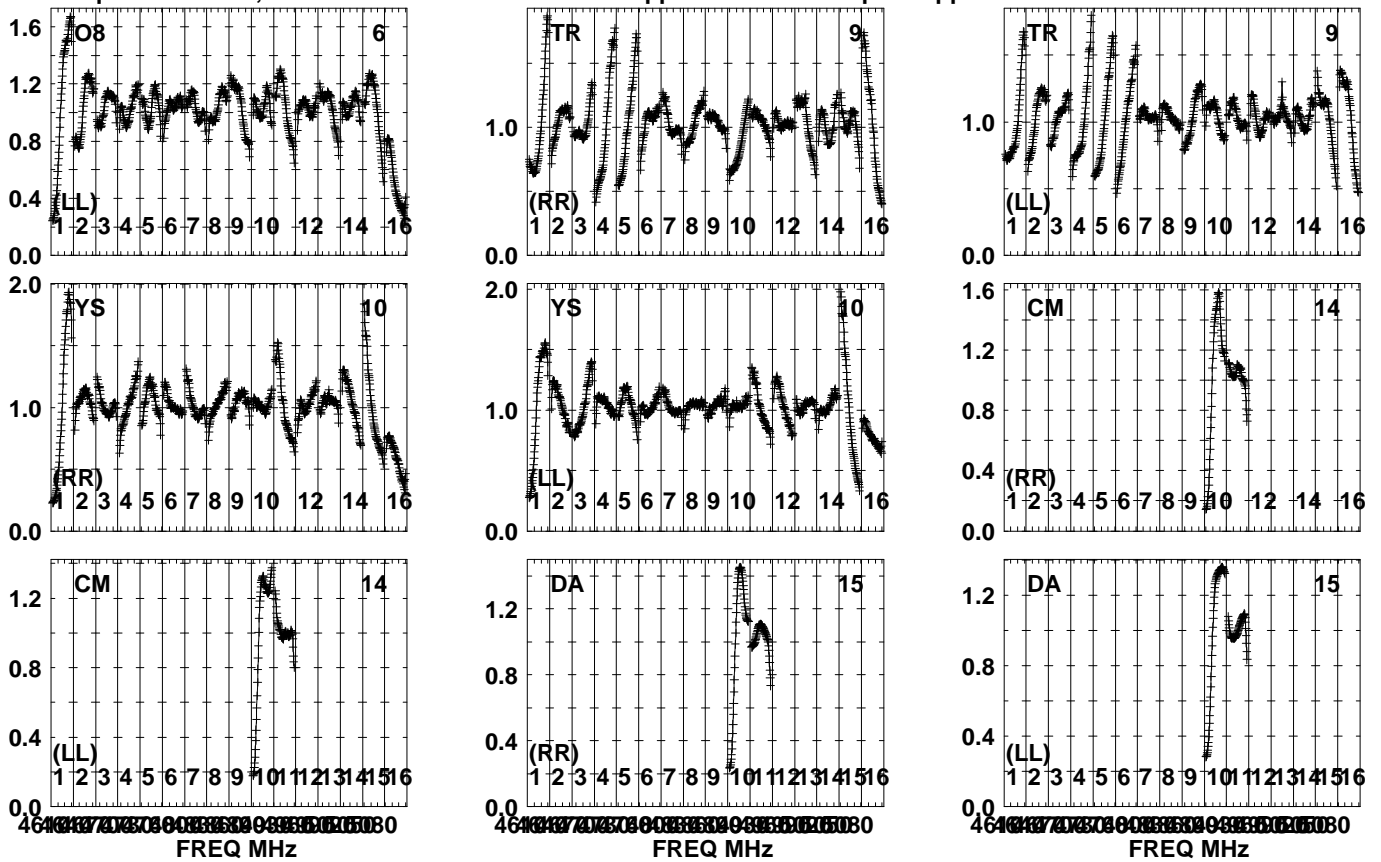 O8 6
1.6
1.2
0.8
0.4
0.0
(LL)
1 2 3 4 5 6 7 8 9 10 12 14 16
TR 9
1.0
0.0
(RR)
1 2 3 4 5 6 7 8 9 10 12 14 16
TR 9
1.0
0.0
(LL)
1 2 3 4 5 6 7 8 9 10 12 14 16
YS 10
2.0
1.0
0.0
(RR)
1 2 3 4 5 6 7 8 9 10 12 14 16
YS 10
2.0
1.0
0.0
(LL)
1 2 3 4 5 6 7 8 9 10 12 14 16
CM 14
1.6
1.2
0.8
0.4
0.0
(RR)
1 2 3 4 5 6 7 8 9 10 12 14 16
CM 14
1.2
0.8
0.4
0.0
(LL)
1 2 3 4 5 6 7 8 9 10 11 12 13 14 15 16
FREQ MHz
DA 15
1.2
0.8
0.4
0.0
(RR)
1 2 3 4 5 6 7 8 9 10 11 12 13 14 15 16
FREQ MHz
DA 15
1.2
0.8
0.4
0.0
(LL)
1 2 3 4 5 6 7 8 9 10 11 12 13 14 15 16
FREQ MHz